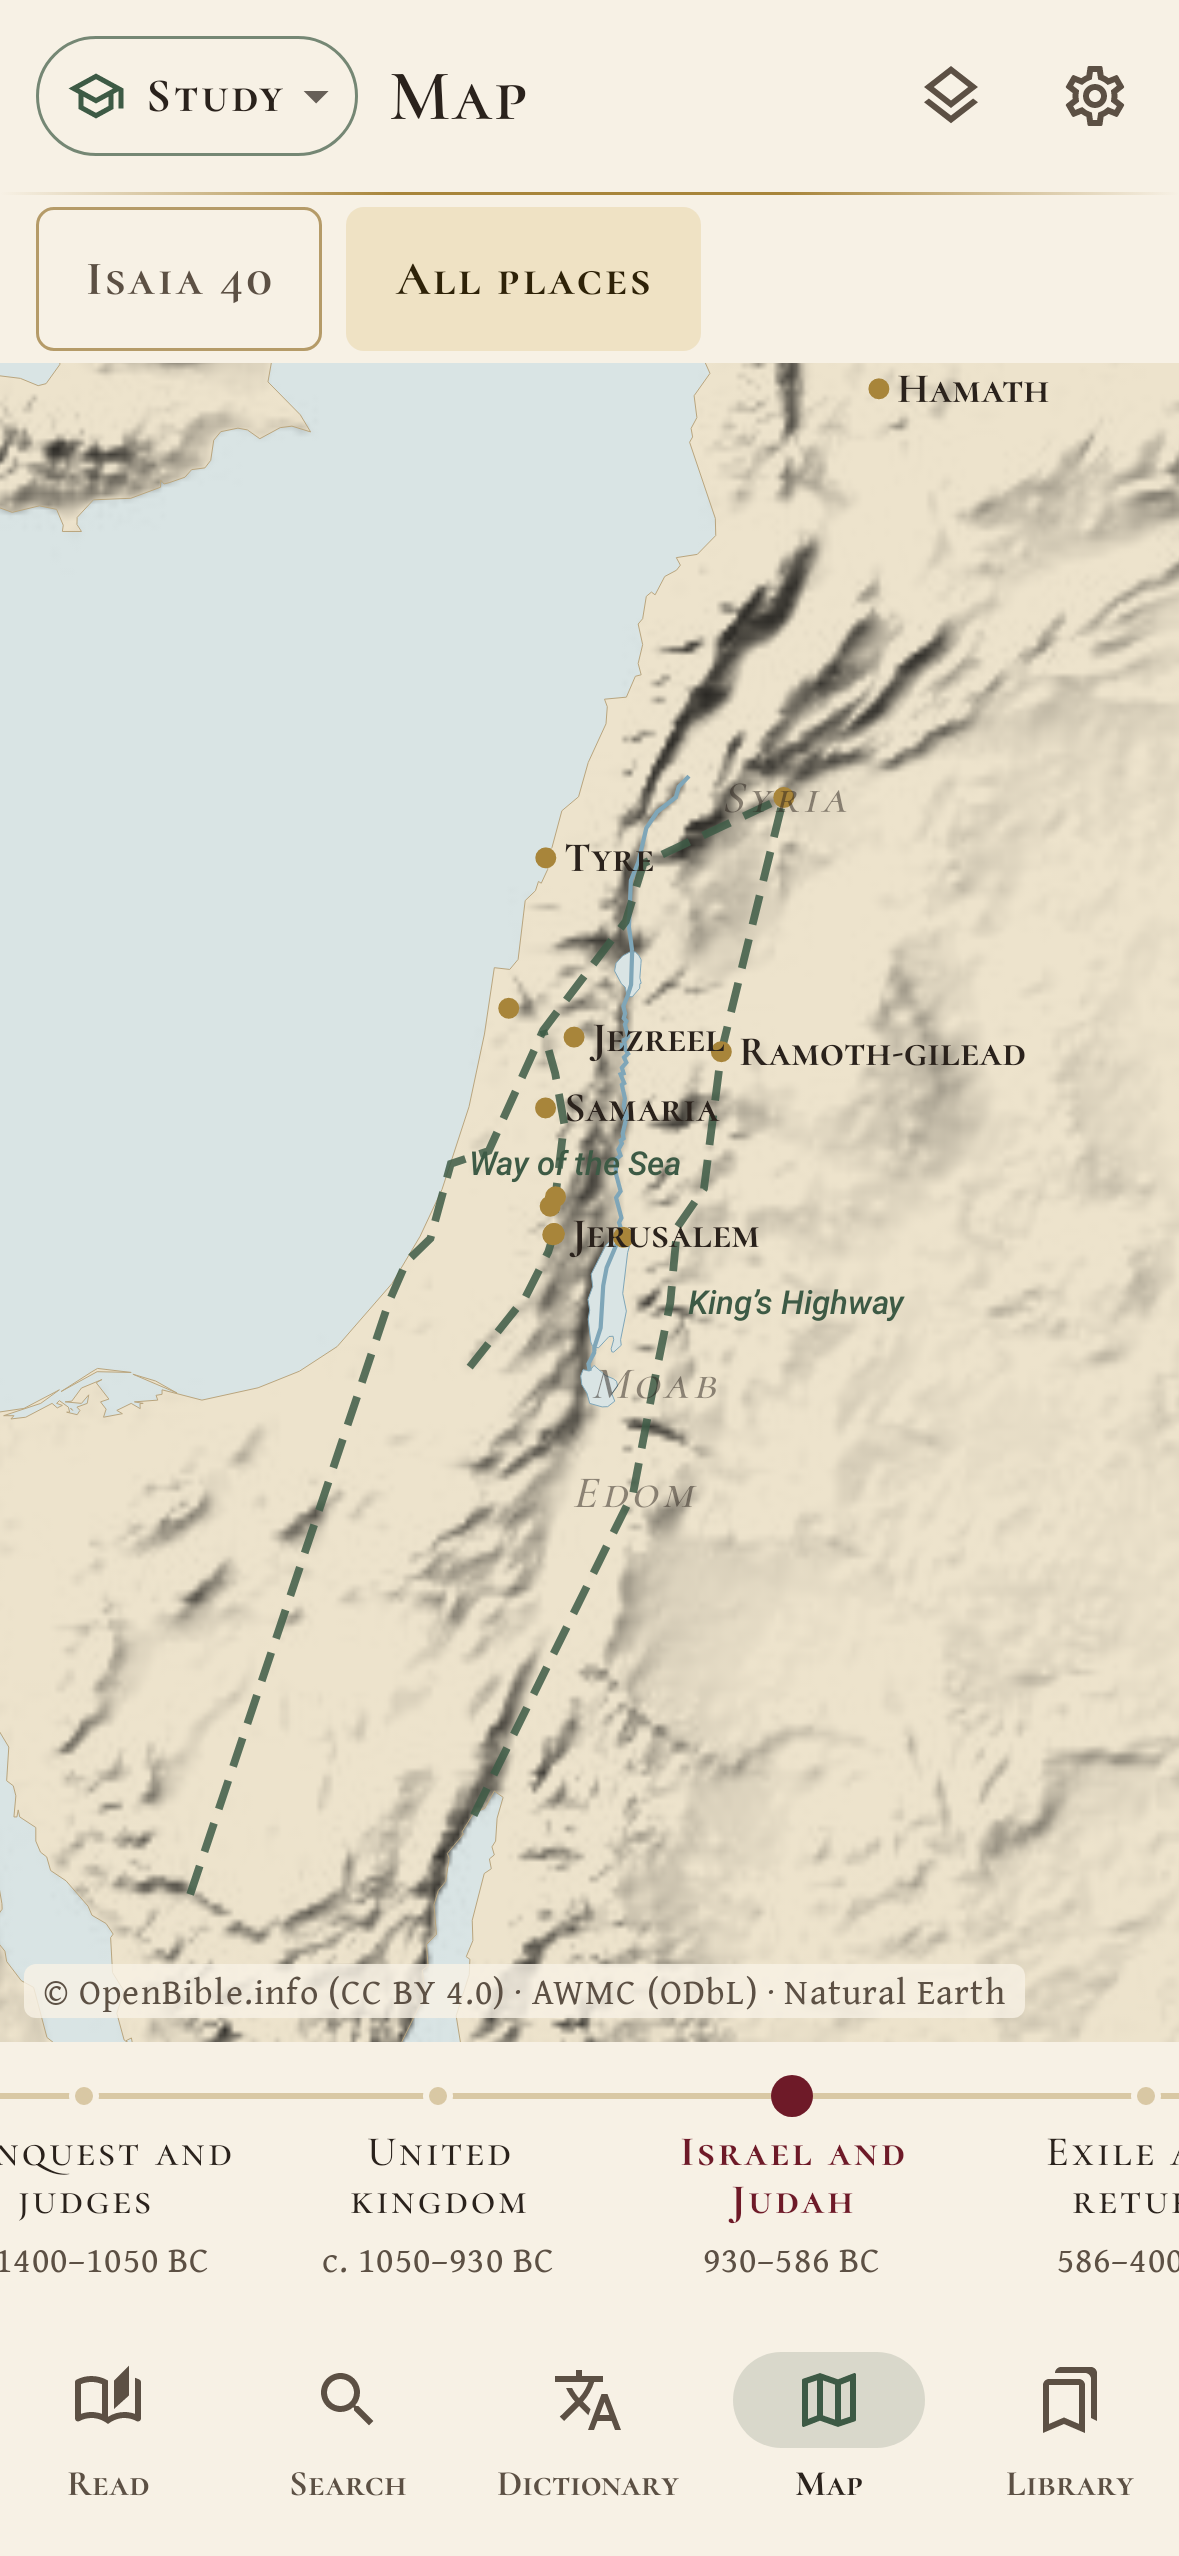 Study Map
Isaia 40
All places
Hamath
Syria
Tyre
Jezreel
Ramoth-gilead
Samaria
Way of the Sea
Jerusalem
King's Highway
Moab
Edom
© OpenBible.info (CC BY 4.0) · AWMC (ODbL) · Natural Earth
nquest and
judges
1400–1050 BC
United
kingdom
c. 1050–930 BC
Israel and
Judah
930–586 BC
Exile
586–400
Read
Search
Dictionary
Map
Library